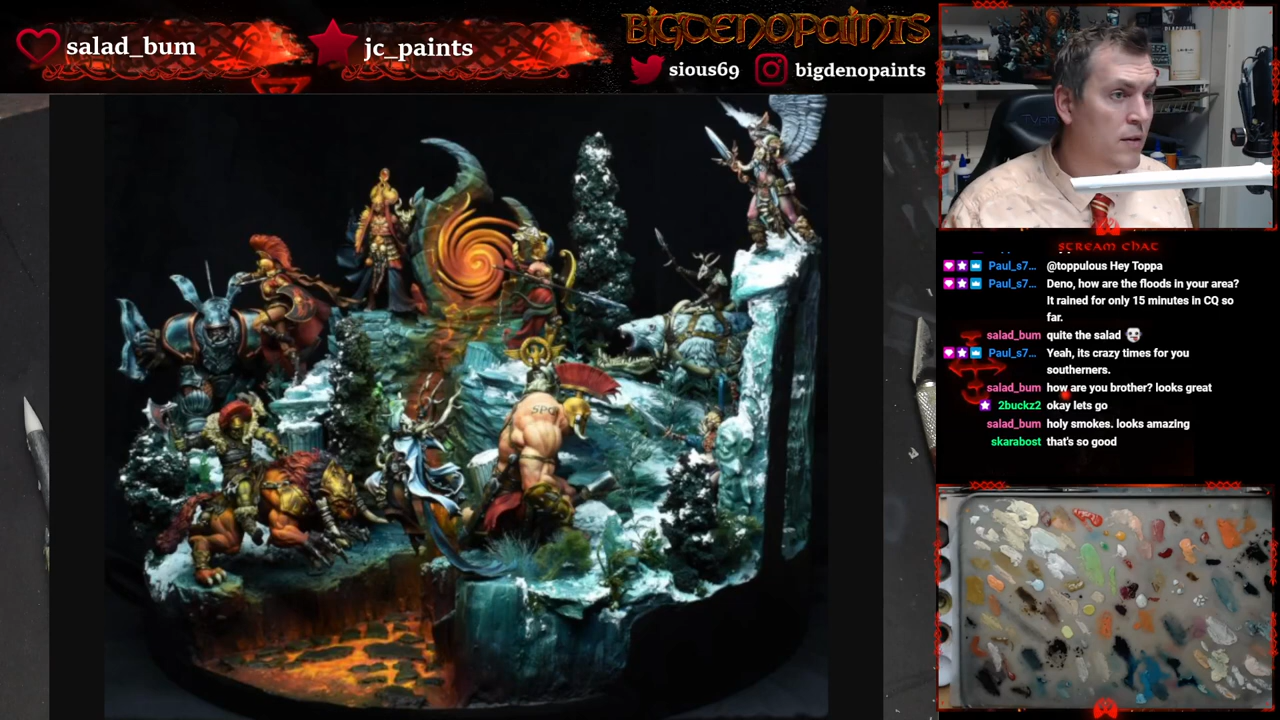 salad_bum
jc_paints
BIGDENOPAINTS
sious69
bigdenopaints
STREAM CHAT
Paul_s7... @toppulous Hey Toppa
Paul_s7... Deno, how are the floods in your area?
It rained for only 15 minutes in CQ so
far.
salad_bum quite the salad
Paul_s7... Yeah, its crazy times for you
southerners.
salad_bum how are you brother? looks great
2buckz2 okay lets go
salad_bum holy smokes. looks amazing
skarabost that's so good